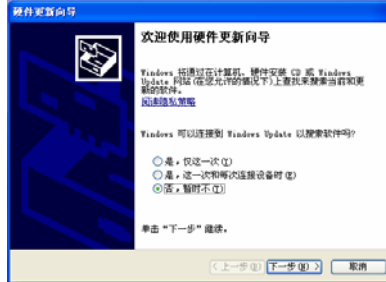 硬件更新向导
欢迎使用硬件更新向导
Windows 将通过在计算机、硬件安装 CD 或 Windows
Update 网站(在您允许的情况下)上查找来搜索当前和更
新的软件。
阅读隐私策略
Windows 可以连接到 Windows Update 以搜索软件吗?
是，仅这一次(Y)
是，这一次和每次连接设备时(E)
否，暂时不(T)
单击“下一步”继续。
<上一步(B) 下一步(N)> 取消